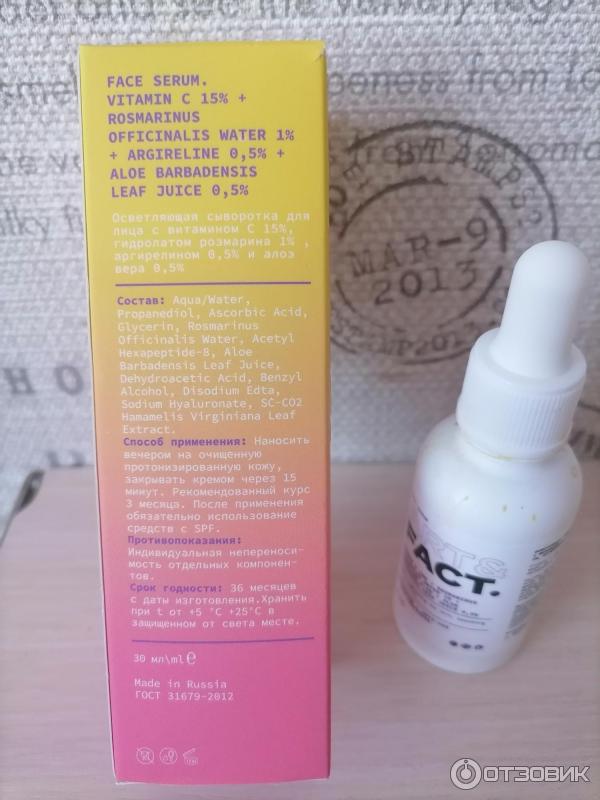 FACE SERUM.
VITAMIN C 15% +
ROSMARINUS
OFFICINALIS WATER 1%
+ ARGIRELINE 0,5% +
ALOE BARBADENSIS
LEAF JUICE 0,5%
Осветляющая сыворотка для
лица с витамином С 15%,
гидролатом розмарина 1% ,
аргирелином 0,5% и алоэ
вера 0,5%
Состав: Aqua/Water,
Propanediol, Ascorbic Acid,
Glycerin, Rosmarinus
Officinalis Water, Acetyl
Hexapeptide-8, Aloe
Barbadensis Leaf Juice,
Dehydroacetic Acid, Benzyl
Alcohol, Disodium Edta,
Sodium Hyaluronate, SC-CO2
Hamamelis Virginiana Leaf
Extract.
Способ применения: Наносить
вечером на очищенную
протонизированную кожу,
закрывать кремом через 15
минут. Рекомендованный курс
3 месяца. После применения
обязательно использование
средств с SPF.
Противопоказания:
Индивидуальная непереноси-
мость отдельных компонен-
тов.
Срок годности: 36 месяцев
с даты изготовления.Хранить
при t от +5 °C +25°C в
защищенном от света месте.
30 мл\ml e
Made in Russia
ГОСТ 31679-2012
MAR-9
2013
RT&
FACT.
ОТЗОВИК